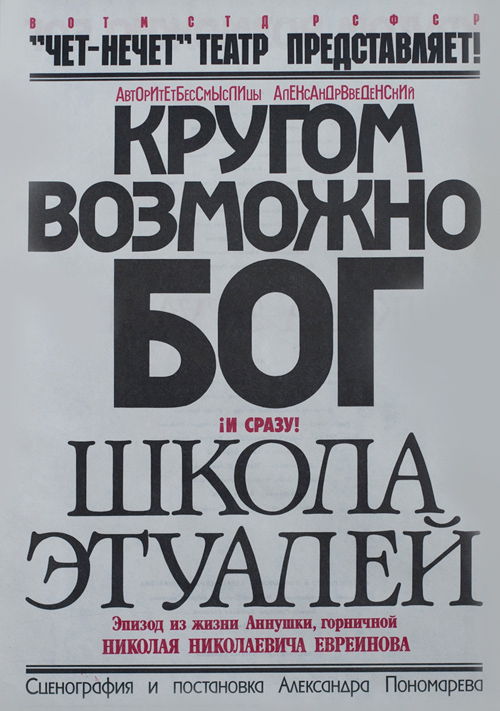 В О Т М С Т Д Р С Ф С Р
"ЧЕТ-НЕЧЕТ" ТЕАТР ПРЕДСТАВЛЯЕТ!
АвтОРИТЕТБЕССМЫСЛИЦЫ АлЕКСАНДРВВЕДЕНСКИЙ
КРУГОМ
ВОЗМОЖНО
БОГ
¡И СРАЗУ!
ШКОЛА
ЭТУАЛЕЙ
Эпизод из жизни Аннушки, горничной
НИКОЛАЯ НИКОЛАЕВИЧА ЕВРЕИНОВА
Сценография и постановка Александра Пономарева